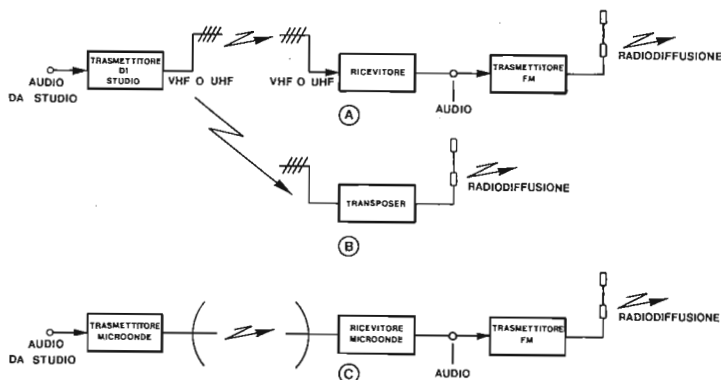 AUDIO
DA STUDIO
TRASMETTITORE
DI
STUDIO
VHF O UHF
VHF O UHF
RICEVITORE
A
AUDIO
TRASMETTITORE
FM
RADIODIFFUSIONE
TRANSPOSER
B
RADIODIFFUSIONE
AUDIO
DA STUDIO
TRASMETTITORE
MICROONDE
RICEVITORE
MICROONDE
C
AUDIO
TRASMETTITORE
FM
RADIODIFFUSIONE